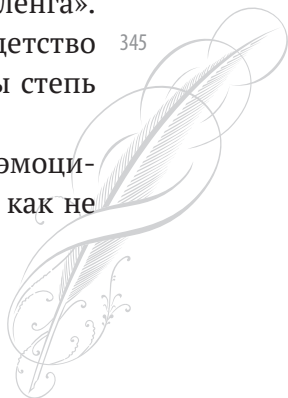 ленга».
детство 345
ы степь
эмоци-
как не